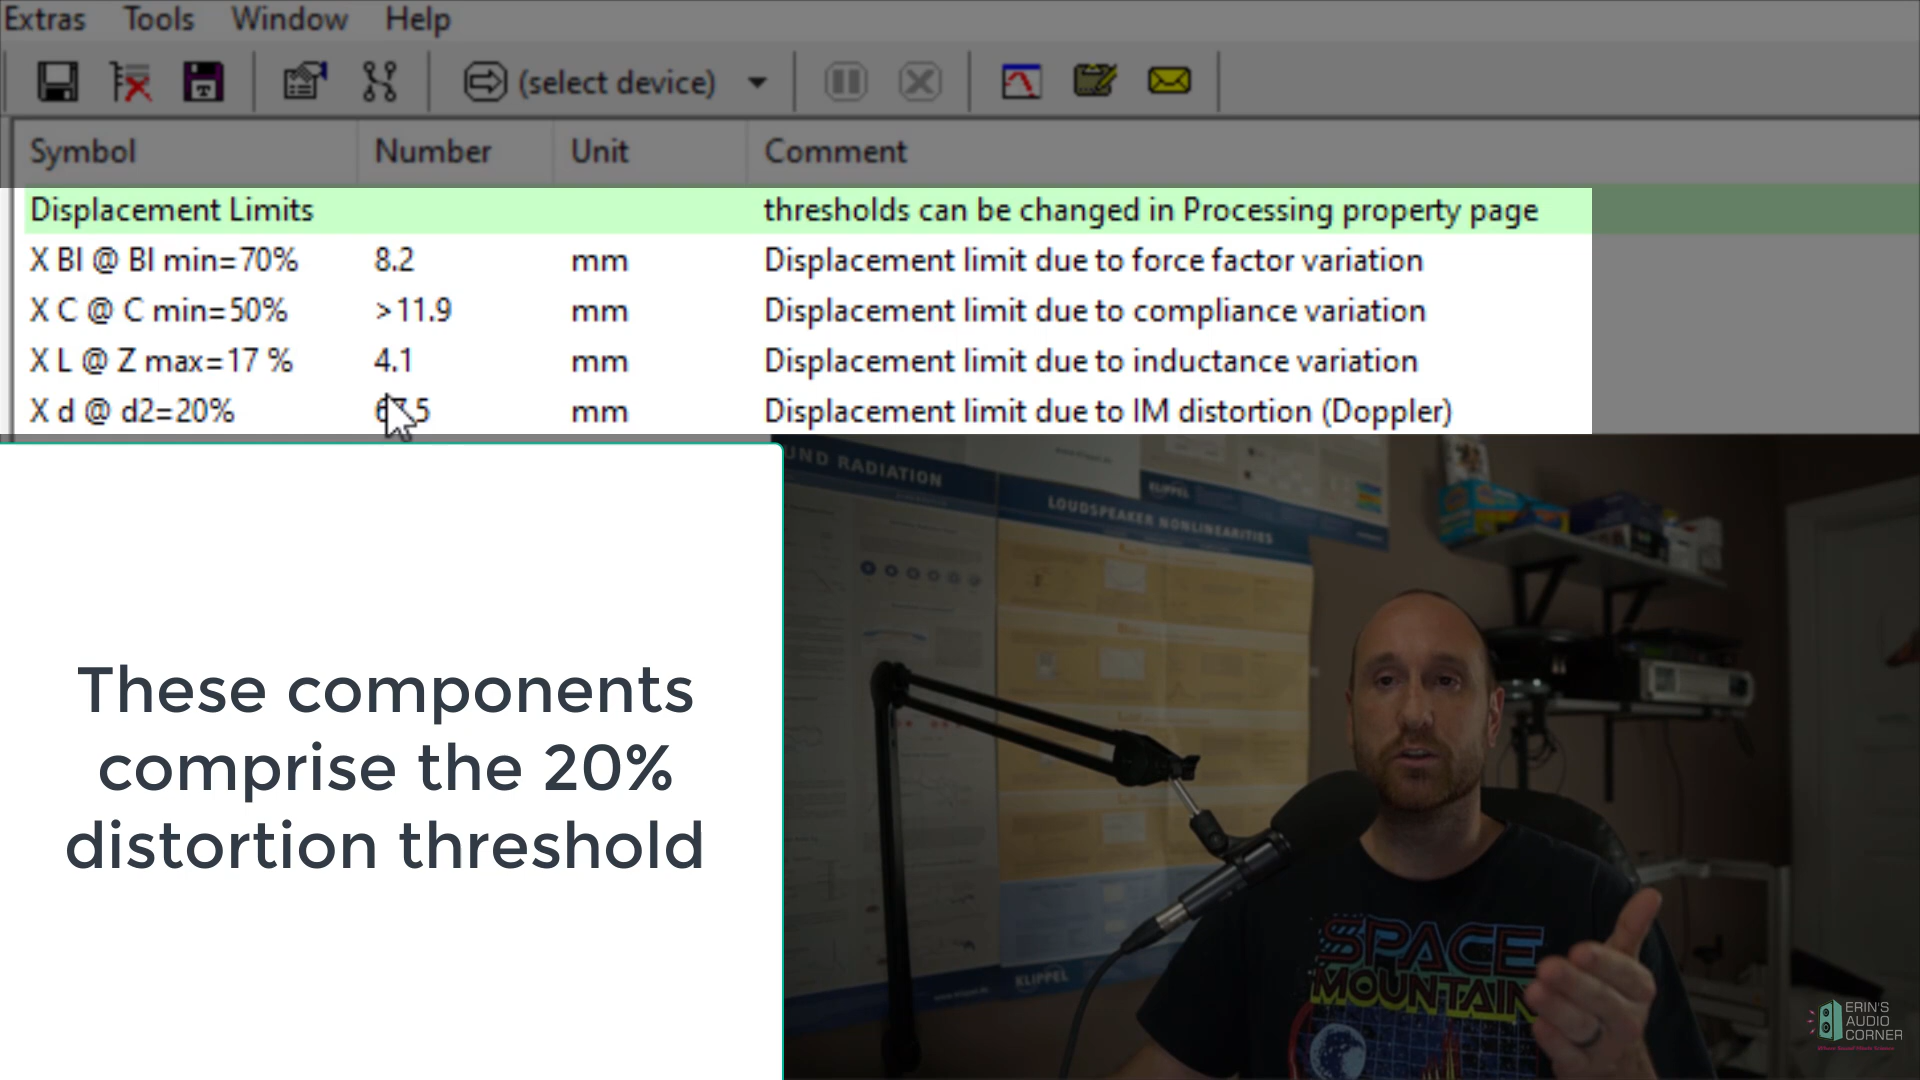 Extras Tools Window Help
(select device)
Symbol Number Unit Comment
Displacement Limits thresholds can be changed in Processing property page
X Bl @ Bl min=70% 8.2 mm Displacement limit due to force factor variation
X C @ C min=50% >11.9 mm Displacement limit due to compliance variation
X L @ Z max=17 % 4.1 mm Displacement limit due to inductance variation
X d @ d2=20% mm Displacement limit due to IM distortion (Doppler)
These components
comprise the 20%
distortion threshold
UND RADIATION
KLIPPEL
LOUDSPEAKER NONLINEARITIES
KLIPPEL
SPACE
MOUNTAIN
ERIN'S
AUDIO
CORNER